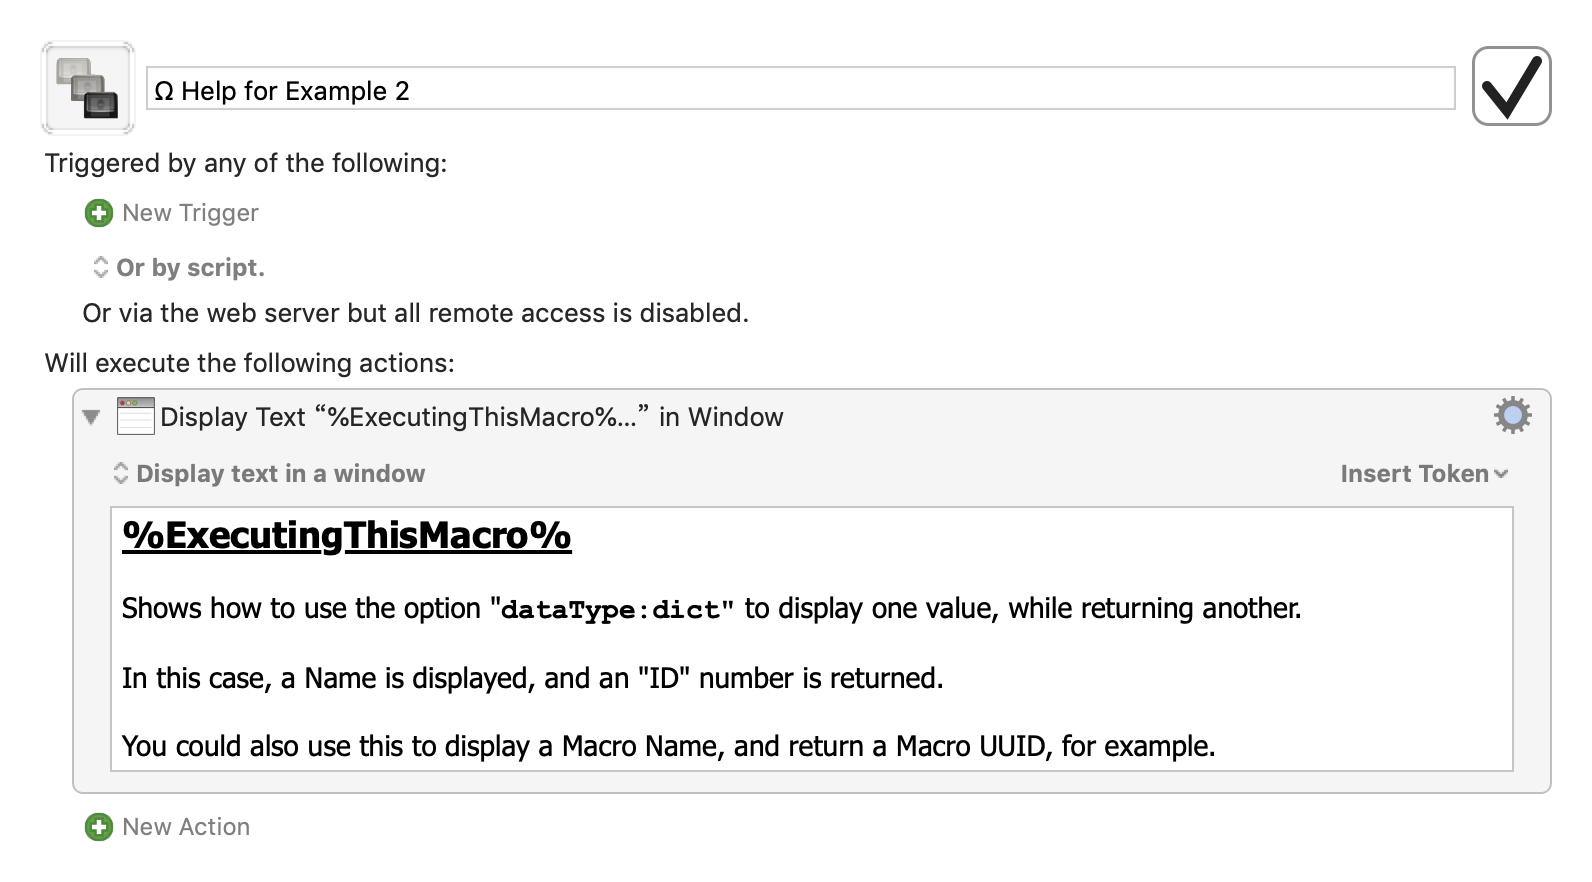 Ω Help for Example 2
Triggered by any of the following:
New Trigger
Or by script.
Or via the web server but all remote access is disabled.
Will execute the following actions:
Display Text “%ExecutingThisMacro%…” in Window
Display text in a window
Insert Token
%ExecutingThisMacro%
Shows how to use the option "dataType:dict" to display one value, while returning another.
In this case, a Name is displayed, and an "ID" number is returned.
You could also use this to display a Macro Name, and return a Macro UUID, for example.
New Action